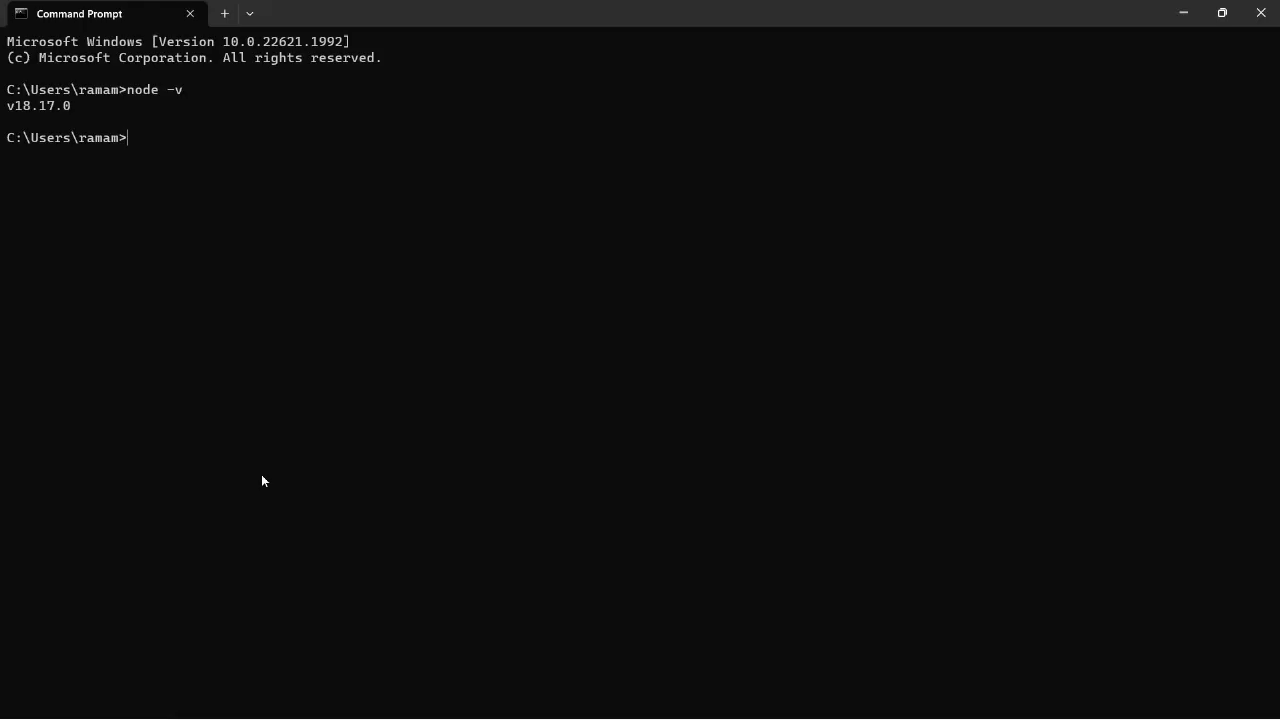 Command Prompt
Microsoft Windows [Version 10.0.22621.1992]
(c) Microsoft Corporation. All rights reserved.
C:\Users\ramam>node -v
v18.17.0
C:\Users\ramam>